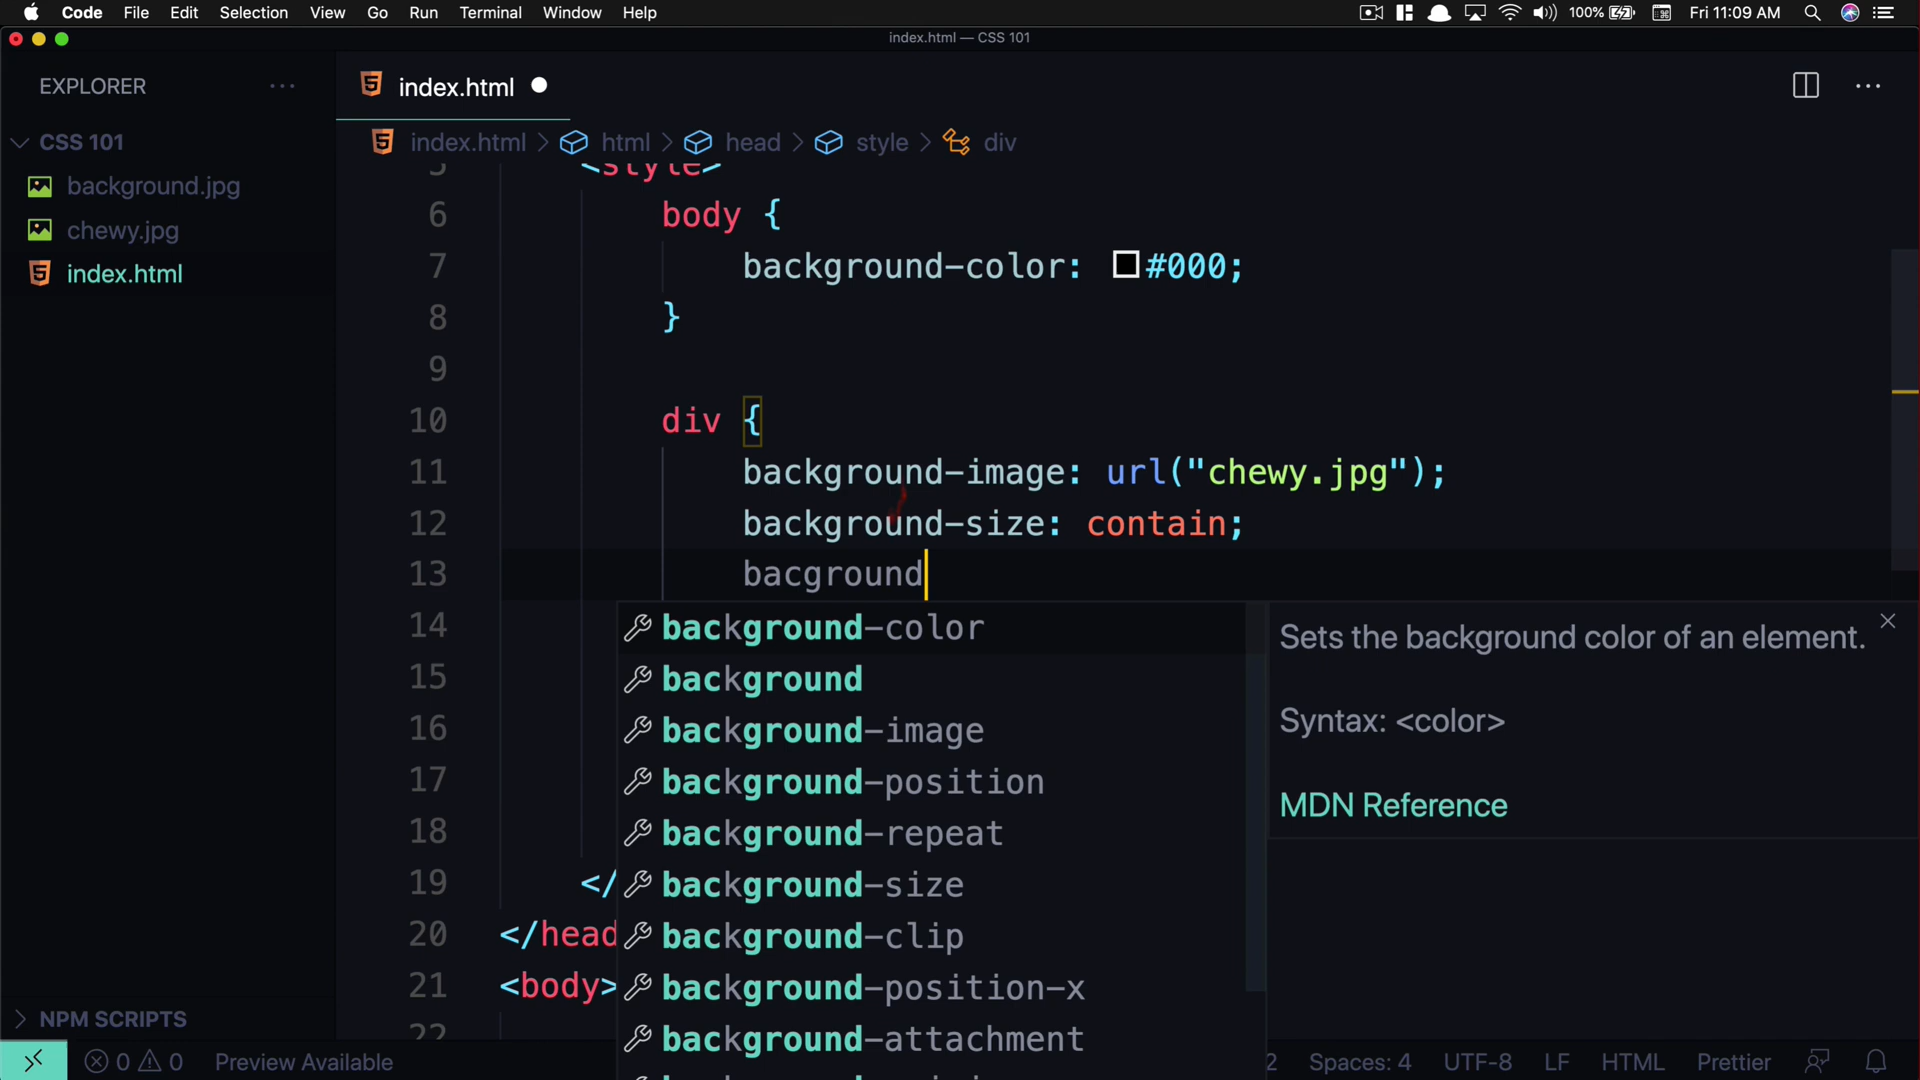 Code File Edit Selection View Go Run Terminal Window Help 100% Fri 11:09 AM
index.html — CSS 101
EXPLORER ···
index.html
index.html > html > head > style > div
CSS 101
background.jpg
chewy.jpg
index.html
5 <style>
6 body {
7 background-color: #000;
8 }
9
10 div {
11 background-image: url("chewy.jpg");
12 background-size: contain;
13 bacground
14
15
16
17
18
19 </
20 </head
21 <body>
22
background-color
background
background-image
background-position
background-repeat
background-size
background-clip
background-position-x
background-attachment
Sets the background color of an element.
Syntax: <color>
MDN Reference
NPM SCRIPTS
0 0 Preview Available 2 Spaces: 4 UTF-8 LF HTML Prettier